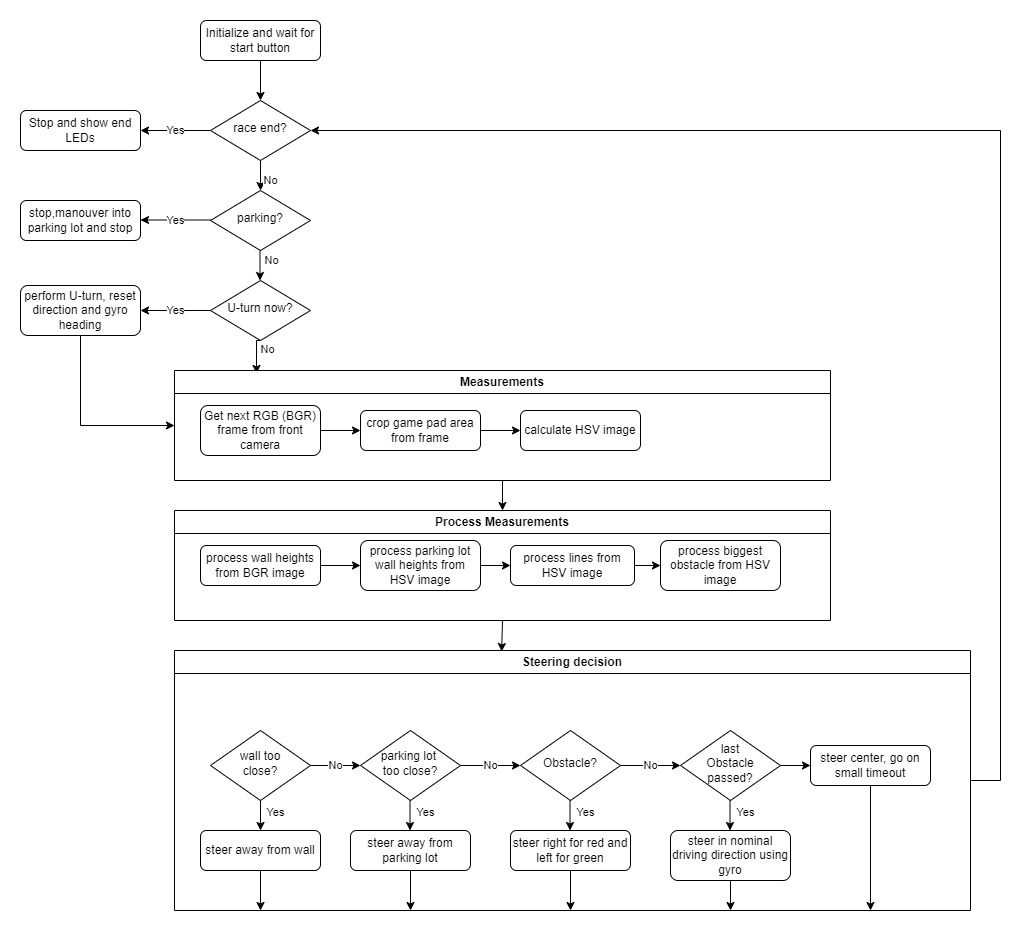 Initialize and wait for
start button
race end?
Yes
Stop and show end
LEDs
No
parking?
Yes
stop,manouver into
parking lot and stop
No
U-turn now?
Yes
perform U-turn, reset
direction and gyro
heading
No
Measurements
Get next RGB (BGR)
frame from front
camera
crop game pad area
from frame
calculate HSV image
Process Measurements
process wall heights
from BGR image
process parking lot
wall heights from
HSV image
process lines from
HSV image
process biggest
obstacle from HSV
image
Steering decision
wall too
close?
No
parking lot
too close?
No
Obstacle?
No
last
Obstacle
passed?
steer center, go on
small timeout
Yes
Yes
Yes
Yes
steer away from wall
steer away from
parking lot
steer right for red and
left for green
steer in nominal
driving direction using
gyro